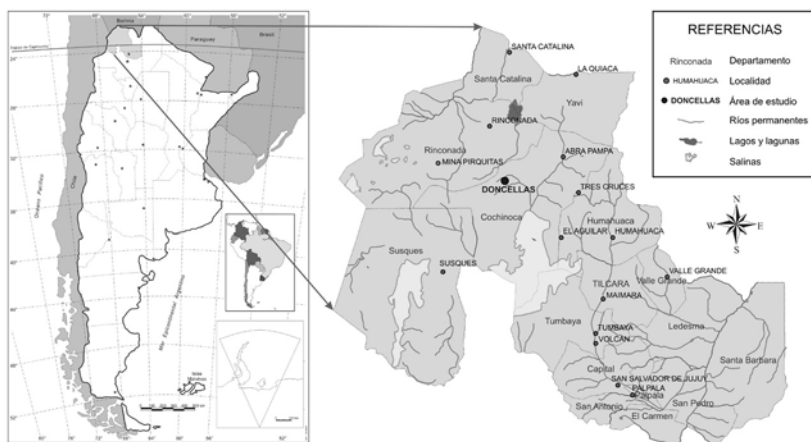 Bolivia
Paraguay
Brasil
Chile
Océano Pacífico
Mar Epicontinental Argentino
Islas Malvinas
SANTA CATALINA
LA QUIACA
Santa Catalina
Yavi
RINCONADA
Rinconada
ABRA PAMPA
MINA PIRQUITAS
DONCELLAS
TRES CRUCES
Cochinoca
Humahuaca
EL AGUILAR
HUMAHUACA
Susques
SUSQUES
VALLE GRANDE
Valle Grande
TILCARA
MAIMARA
Tumbaya
TUMBAYA
Ledesma
VOLCÁN
Santa Barbara
Capital
SAN SALVADOR DE JUJUY
PALPALA
Palpala
San Antonio
San Pedro
El Carmen
REFERENCIAS
Rinconada Departamento
HUMAHUACA Localidad
DONCELLAS Área de estudio
Ríos permanentes
Lagos y lagunas
Salinas
N
W E
S